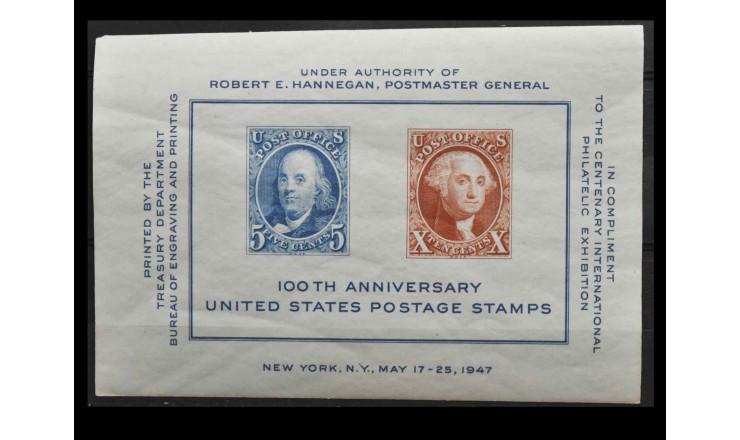 UNDER AUTHORITY OF
ROBERT E. HANNEGAN, POSTMASTER GENERAL
PRINTED BY THE
TREASURY DEPARTMENT
BUREAU OF ENGRAVING AND PRINTING
U S
POST OFFICE
5 FIVE CENTS 5
U S
POST OFFICE
X TEN CENTS X
100TH ANNIVERSARY
UNITED STATES POSTAGE STAMPS
IN COMPLIMENT
TO THE CENTENARY INTERNATIONAL
PHILATELIC EXHIBITION
NEW YORK, N.Y., MAY 17-25, 1947